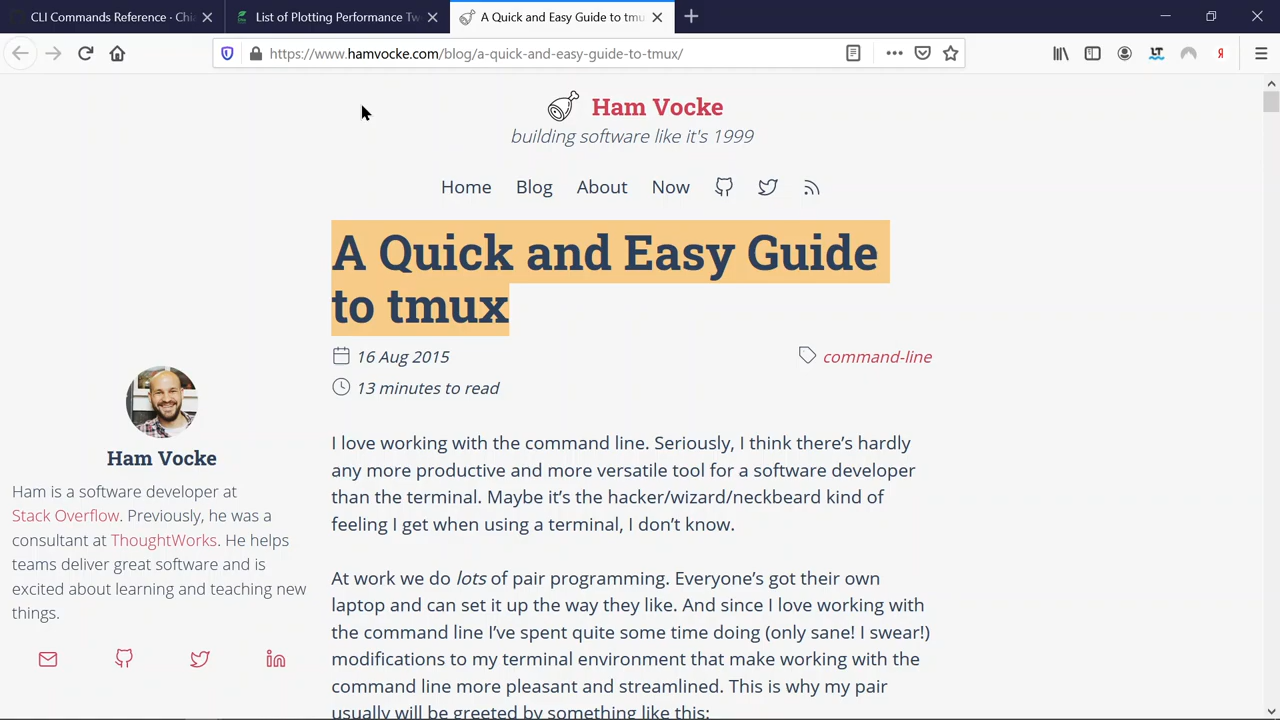 CLI Commands Reference · Chi
List of Plotting Performance Tw
A Quick and Easy Guide to tmu
https://www.hamvocke.com/blog/a-quick-and-easy-guide-to-tmux/
LT
Я
Ham Vocke
building software like it's 1999
Home Blog About Now
A Quick and Easy Guide
to tmux
16 Aug 2015
command-line
13 minutes to read
Ham Vocke
Ham is a software developer at
Stack Overflow. Previously, he was a
consultant at ThoughtWorks. He helps
teams deliver great software and is
excited about learning and teaching new
things.
I love working with the command line. Seriously, I think there’s hardly
any more productive and more versatile tool for a software developer
than the terminal. Maybe it’s the hacker/wizard/neckbeard kind of
feeling I get when using a terminal, I don’t know.
At work we do lots of pair programming. Everyone’s got their own
laptop and can set it up the way they like. And since I love working with
the command line I’ve spent quite some time doing (only sane! I swear!)
modifications to my terminal environment that make working with the
command line more pleasant and streamlined. This is why my pair
usually will be greeted by something like this: